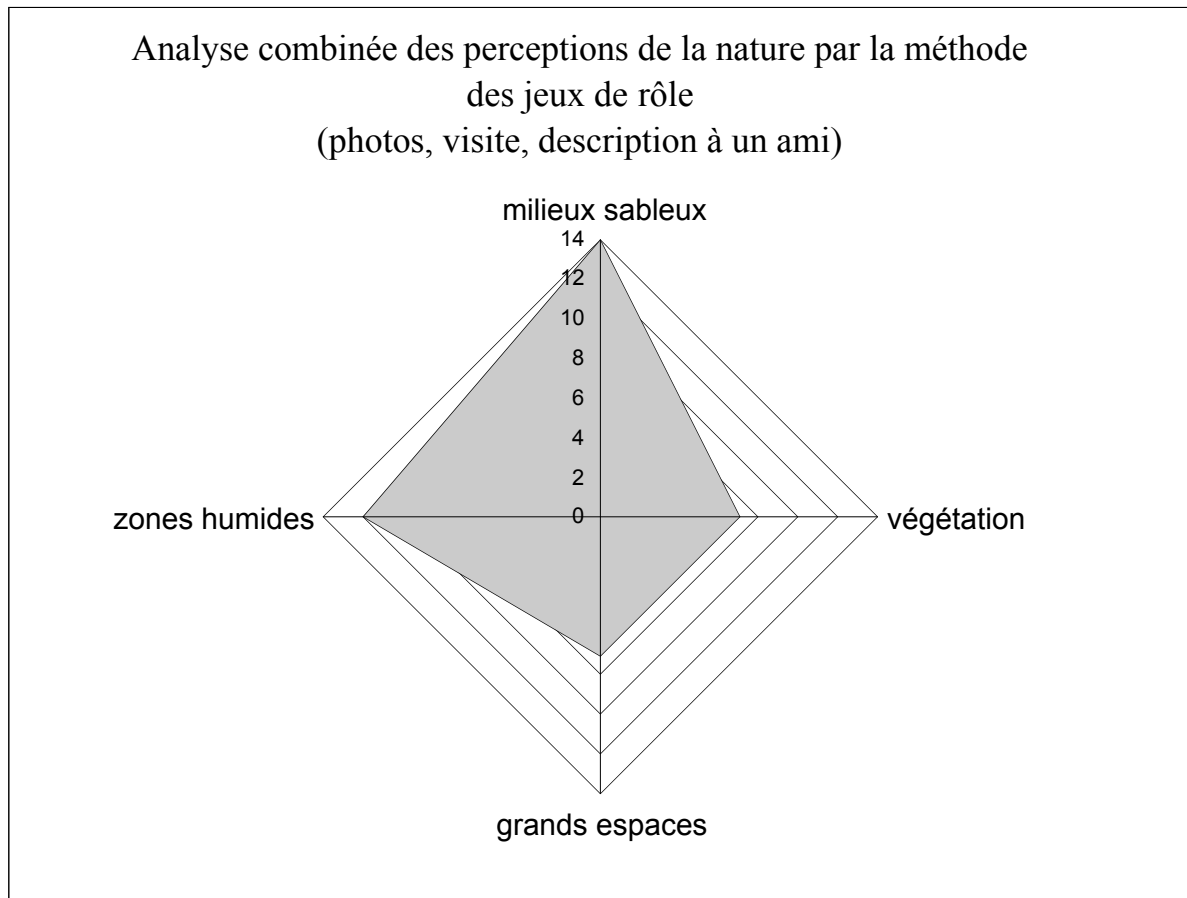 Analyse combinée des perceptions de la nature par la méthode
des jeux de rôle
(photos, visite, description à un ami)
milieux sableux
14
12
10
8
6
4
2
0
zones humides
végétation
grands espaces